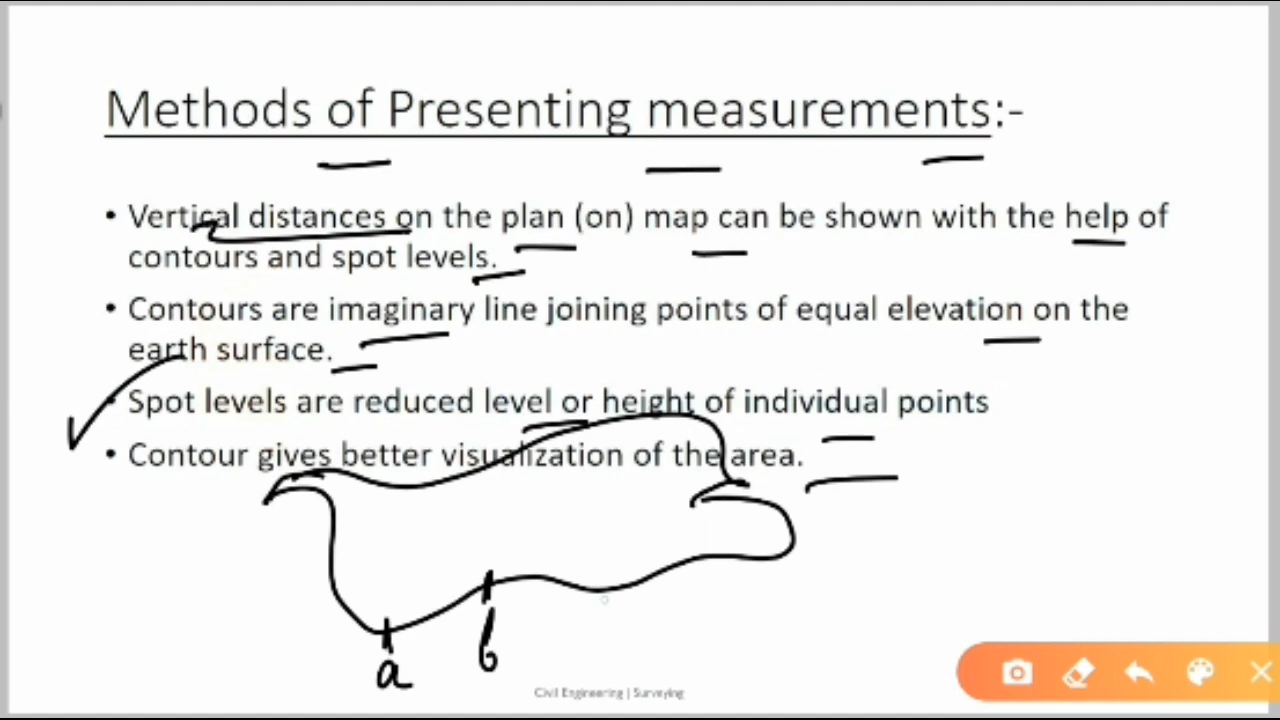 Methods of Presenting measurements:-
• Vertical distances on the plan (on) map can be shown with the help of
contours and spot levels.
• Contours are imaginary line joining points of equal elevation on the
earth surface.
• Spot levels are reduced level or height of individual points
• Contour gives better visualization of the area.
a b
Civil Engineering | Surveying